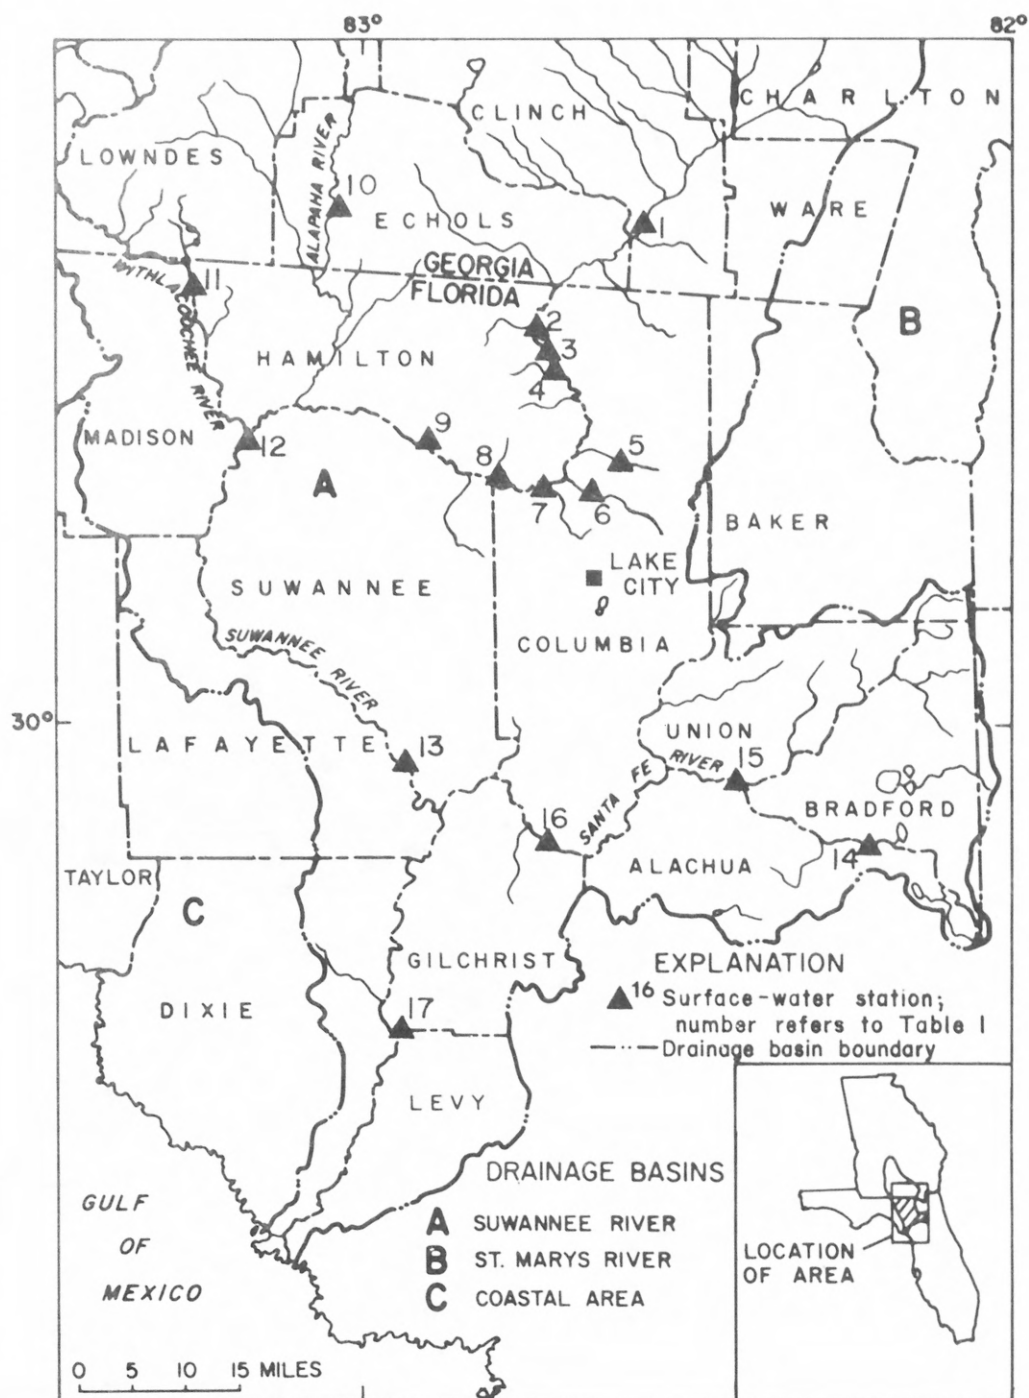 83° 82°
CHARLTON
CLINCH
LOWNDES
ALAPAHA RIVER
10
ECHOLS
1
WARE
GEORGIA
FLORIDA
WITHLACOOCHEE RIVER
11
2
3
4
B
HAMILTON
MADISON
12
9
8
5
A
7
6
BAKER
LAKE
CITY
SUWANNEE
COLUMBIA
SUWANNEE RIVER
30°
LAFAYETTE
13
UNION
15
SANTA FE RIVER
16
BRADFORD
14
ALACHUA
TAYLOR
C
GILCHRIST
DIXIE
17
LEVY
EXPLANATION
16 Surface-water station;
number refers to Table 1
Drainage basin boundary
DRAINAGE BASINS
A SUWANNEE RIVER
B ST. MARYS RIVER
C COASTAL AREA
GULF
OF
MEXICO
LOCATION
OF AREA
0 5 10 15 MILES